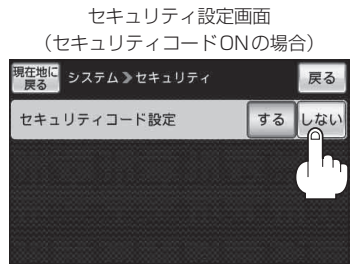 セキュリティ設定画面
（セキュリティコードONの場合）
現在地に
戻る
システム》セキュリティ
戻る
セキュリティコード設定
する
しない